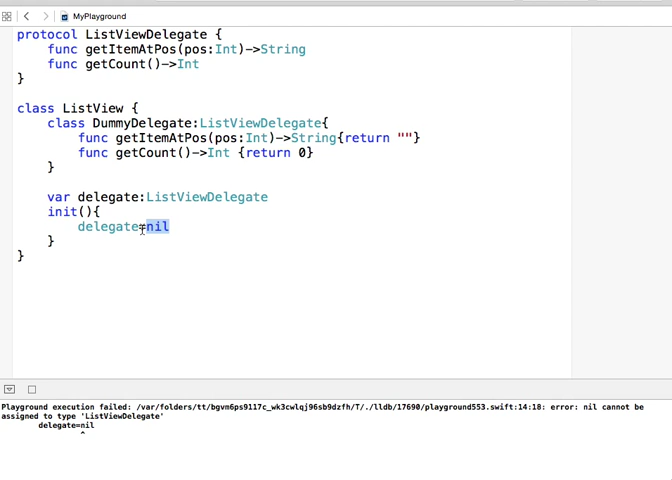 MyPlayground
protocol ListViewDelegate {
func getItemAtPos(pos:Int)->String
func getCount()->Int
}
class ListView {
class DummyDelegate:ListViewDelegate{
func getItemAtPos(pos:Int)->String{return ""}
func getCount()->Int {return 0}
}
var delegate:ListViewDelegate
init(){
delegate=nil
}
}
Playground execution failed: /var/folders/tt/bgvm6ps9117c_wk3cwlqj96sb9dzfh/T/./lldb/17690/playground553.swift:14:18: error: nil cannot be
assigned to type 'ListViewDelegate'
delegate=nil
^